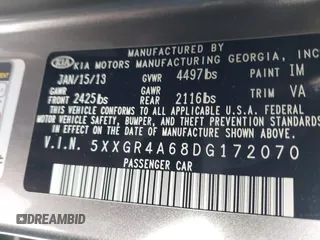 MANUFACTURED BY
KIA KIA MOTORS MANUFACTURING GEORGIA, INC.
JAN/15/13 GVWR 4497lbs PAINT IM
GAWR GAWR TRIM VA
FRONT 2425lbs REAR 2116lbs
THIS VEHICLE CONFORMS TO ALL APPLICABLE FEDERAL MOTOR
VEHICLE SAFETY, BUMPER, AND THEFT PREVENTION STANDARDS
IN EFFECT ON THE DATE OF MANUFACTURE SHOWN ABOVE.
V.I.N. 5XXGR4A68DG172070
PASSENGER CAR
DREAMBID